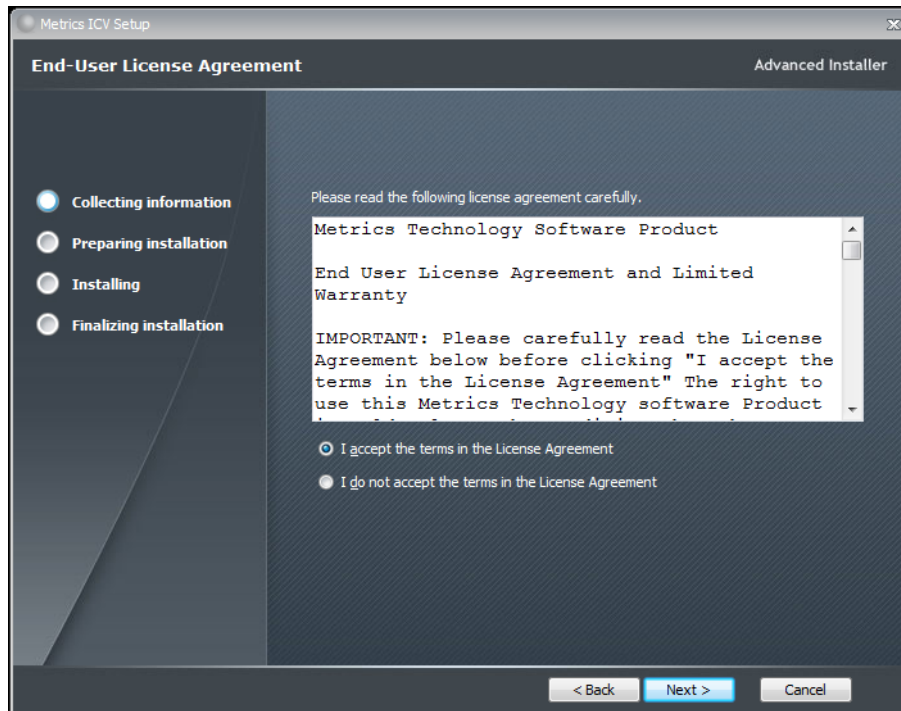 Metrics ICV Setup
End-User License Agreement
Advanced Installer
Collecting information
Preparing installation
Installing
Finalizing installation
Please read the following license agreement carefully.
Metrics Technology Software Product
End User License Agreement and Limited
Warranty
IMPORTANT: Please carefully read the License
Agreement below before clicking "I accept the
terms in the License Agreement" The right to
use this Metrics Technology software Product
I accept the terms in the License Agreement
I do not accept the terms in the License Agreement
< Back
Next >
Cancel